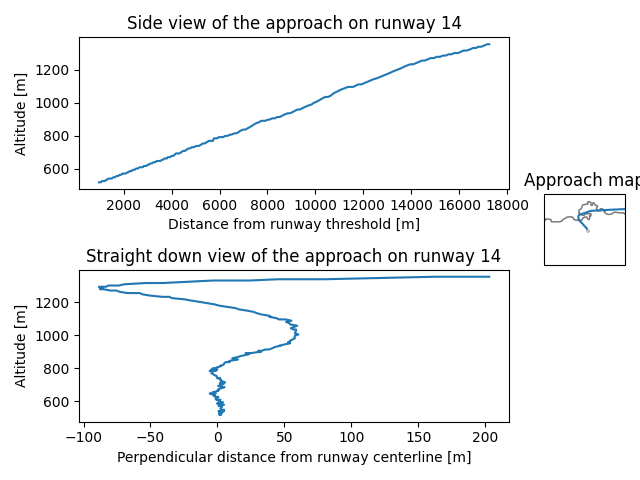 Side view of the approach on runway 14
Altitude [m]
1200
1000
800
600
2000 4000 6000 8000 10000 12000 14000 16000 18000
Distance from runway threshold [m]
Approach map
Straight down view of the approach on runway 14
Altitude [m]
1200
1000
800
600
−100 −50 0 50 100 150 200
Perpendicular distance from runway centerline [m]